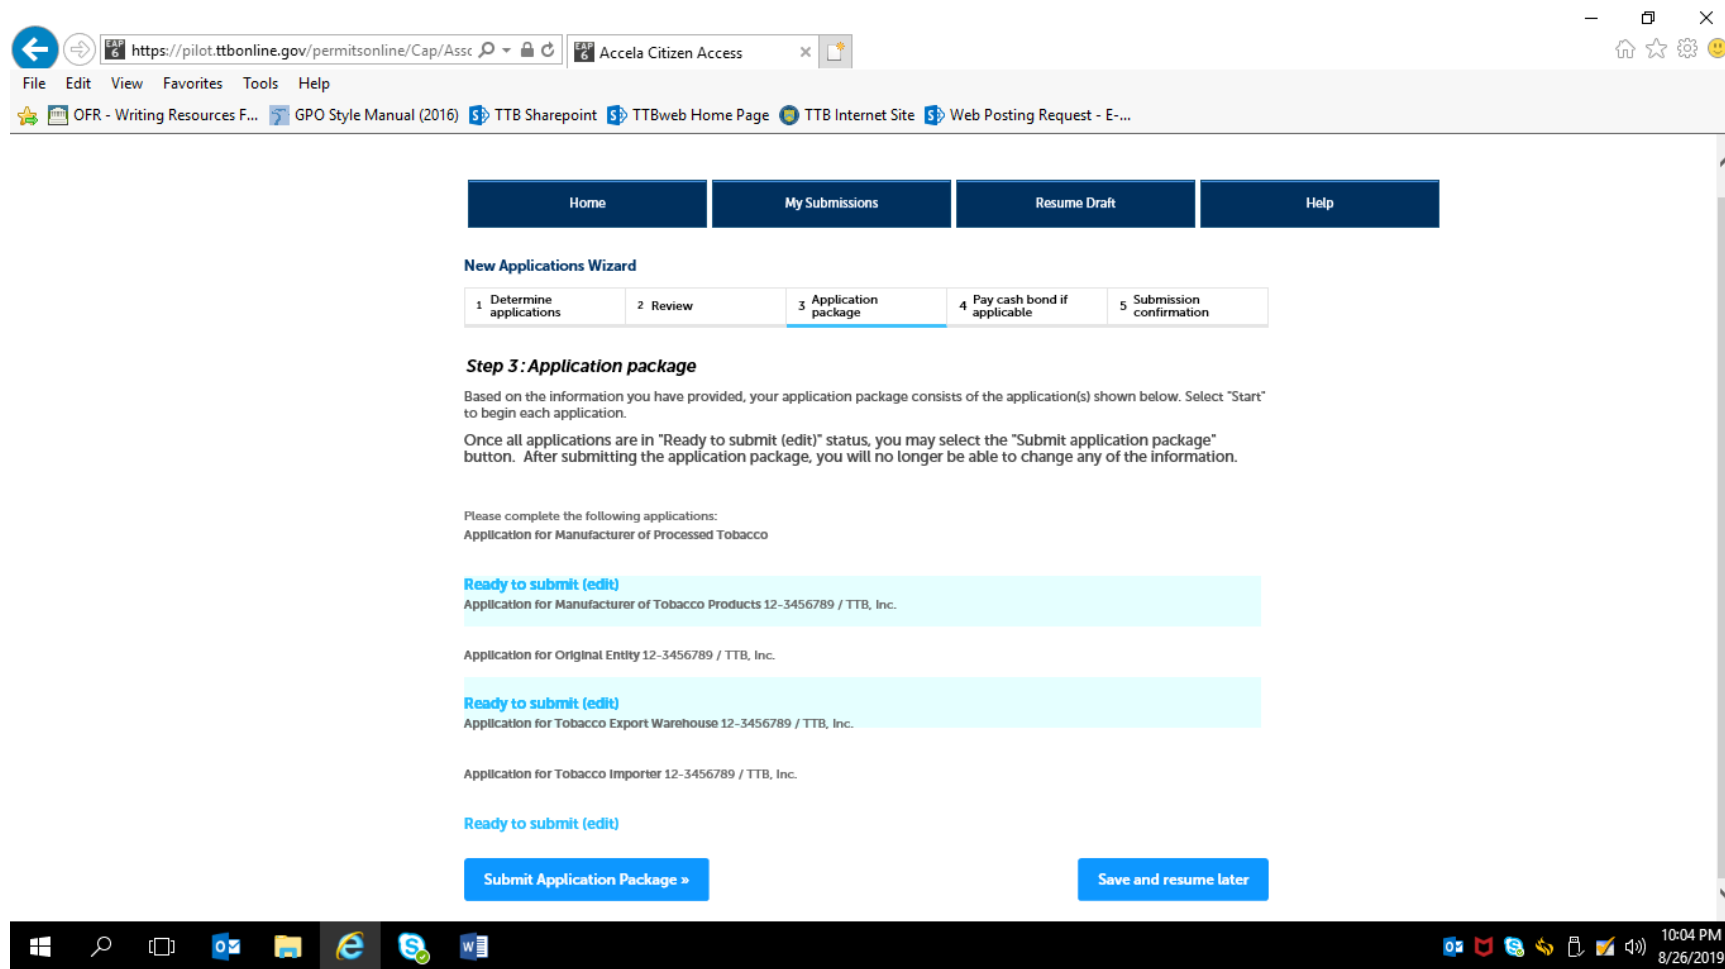 https://pilot.ttbonline.gov/permitsonline/Cap/Assc
Accela Citizen Access
File Edit View Favorites Tools Help
OFR - Writing Resources F... GPO Style Manual (2016) TTB Sharepoint TTBweb Home Page TTB Internet Site Web Posting Request - E-...
Home My Submissions Resume Draft Help
New Applications Wizard
1 Determine applications 2 Review 3 Application package 4 Pay cash bond if applicable 5 Submission confirmation
Step 3: Application package
Based on the information you have provided, your application package consists of the application(s) shown below. Select "Start"
to begin each application.
Once all applications are in "Ready to submit (edit)" status, you may select the "Submit application package"
button. After submitting the application package, you will no longer be able to change any of the information.
Please complete the following applications:
Application for Manufacturer of Processed Tobacco
Ready to submit (edit)
Application for Manufacturer of Tobacco Products 12-3456789 / TTB, Inc.
Application for Original Entity 12-3456789 / TTB, Inc.
Ready to submit (edit)
Application for Tobacco Export Warehouse 12-3456789 / TTB, Inc.
Application for Tobacco Importer 12-3456789 / TTB, Inc.
Ready to submit (edit)
Submit Application Package » Save and resume later
10:04 PM
8/26/2019